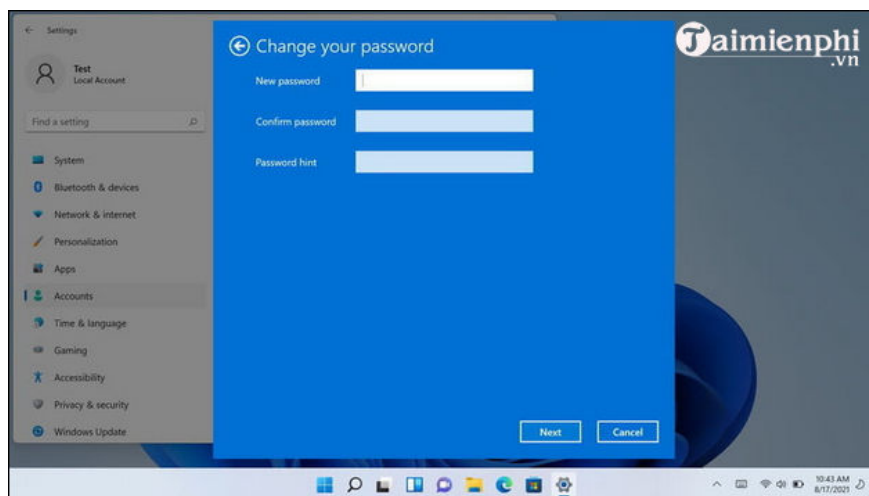 Settings
Test
Local Account
Find a setting
System
Bluetooth & devices
Network & internet
Personalization
Apps
Accounts
Time & language
Gaming
Accessibility
Privacy & security
Windows Update
Change your password
New password
Confirm password
Password hint
Next
Cancel
Taimienphi
.vn
10:43 AM
8/17/2021